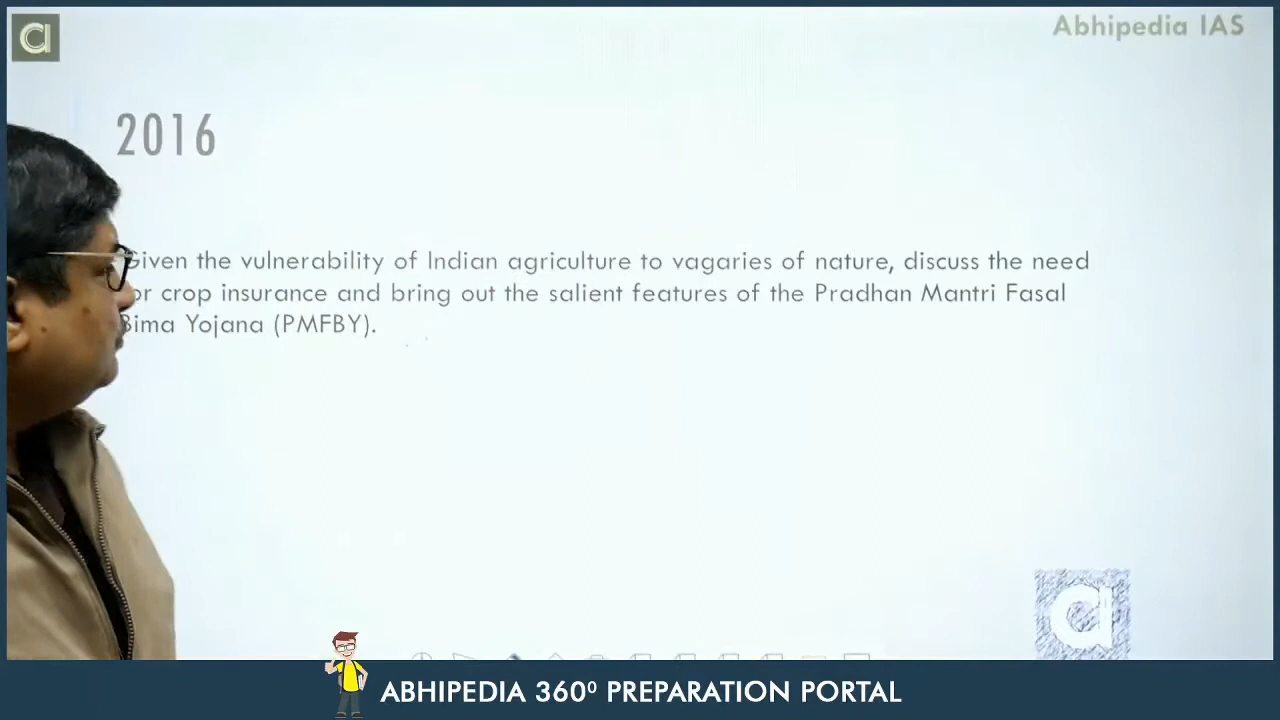 Abhipedia IAS
2016
Given the vulnerability of Indian agriculture to vagaries of nature, discuss the need
or crop insurance and bring out the salient features of the Pradhan Mantri Fasal
Bima Yojana (PMFBY).
ABHIPEDIA 360⁰ PREPARATION PORTAL